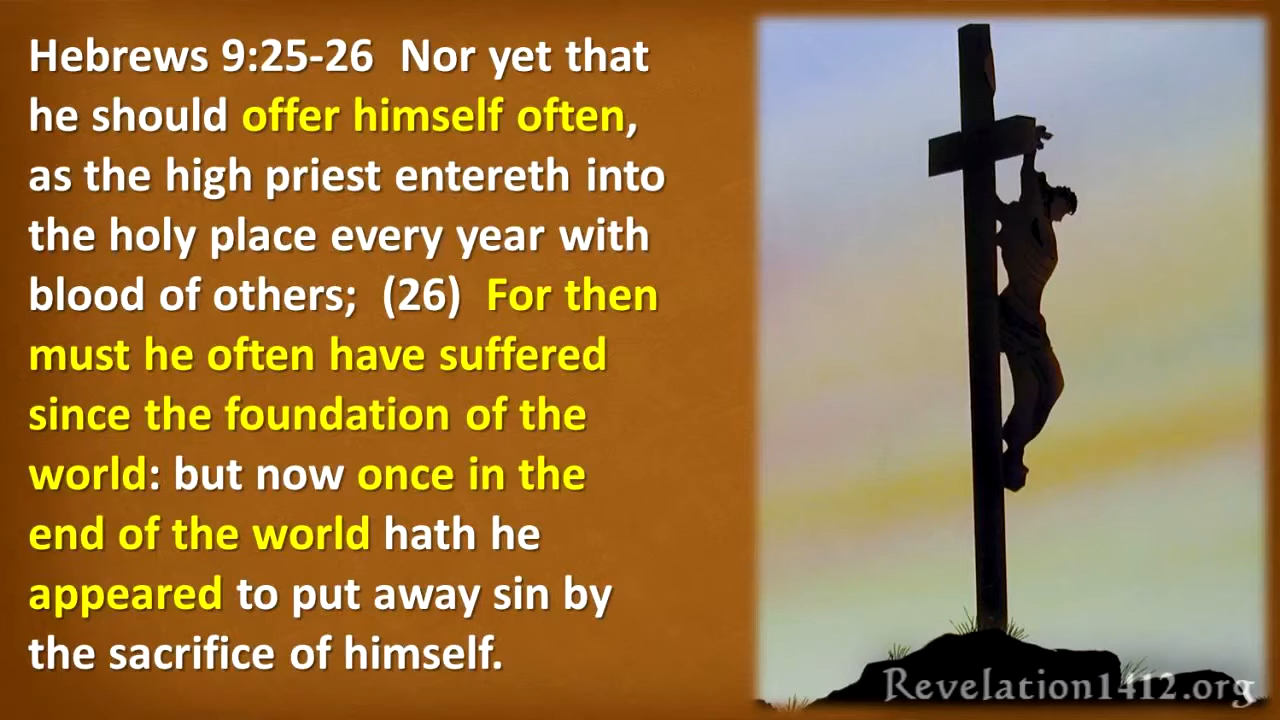 Hebrews 9:25-26  Nor yet that
he should offer himself often,
as the high priest entereth into
the holy place every year with
blood of others;  (26)  For then
must he often have suffered
since the foundation of the
world: but now once in the
end of the world hath he
appeared to put away sin by
the sacrifice of himself.
Revelation1412.org